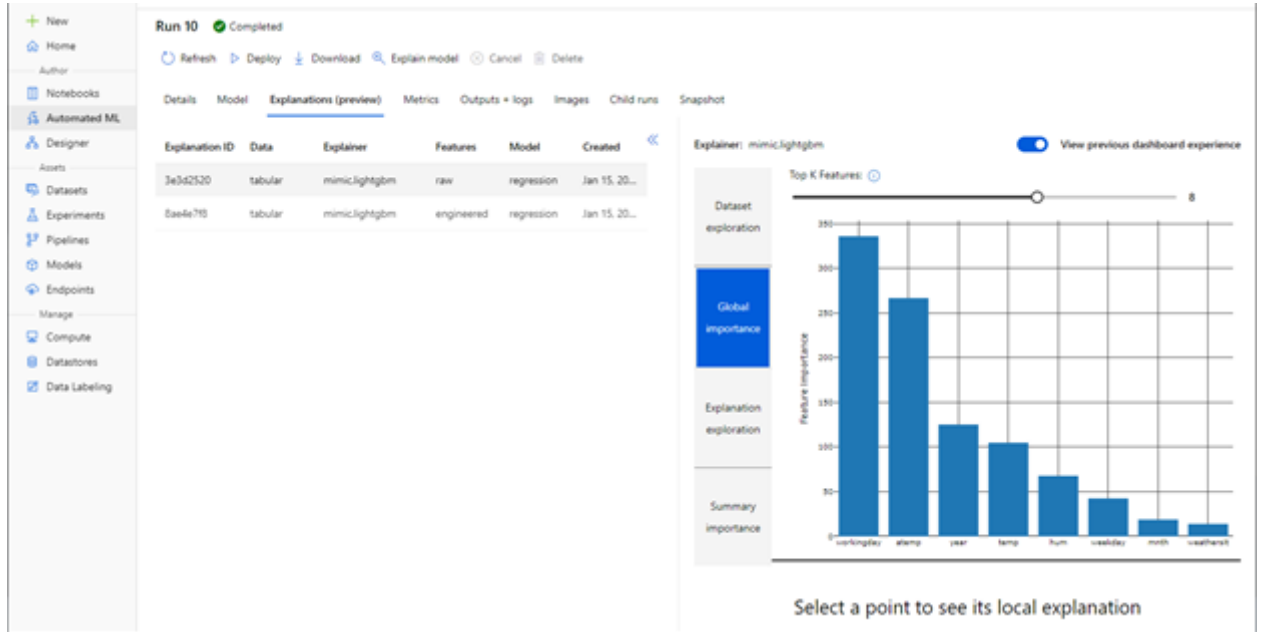 New
Home
Author
Notebooks
Automated ML
Designer
Assets
Datasets
Experiments
Pipelines
Models
Endpoints
Manage
Compute
Datastores
Data Labeling
Run 10 Completed
Refresh Deploy Download Explain model Cancel Delete
Details Model Explanations (preview) Metrics Outputs + logs Images Child runs Snapshot
Explanation ID Data Explainer Features Model Created
3e3d2520 tabular mimic.lightgbm raw regression Jan 15, 20...
8ae4e7f8 tabular mimic.lightgbm engineered regression Jan 15, 20...
Explainer: mimic.lightgbm
View previous dashboard experience
Dataset
exploration
Global
importance
Explanation
exploration
Summary
importance
Top K Features:
8
Feature Importance
350
300
250
200
150
100
50
0
workingday atemp year temp hum weekday mnth weathersit
Select a point to see its local explanation